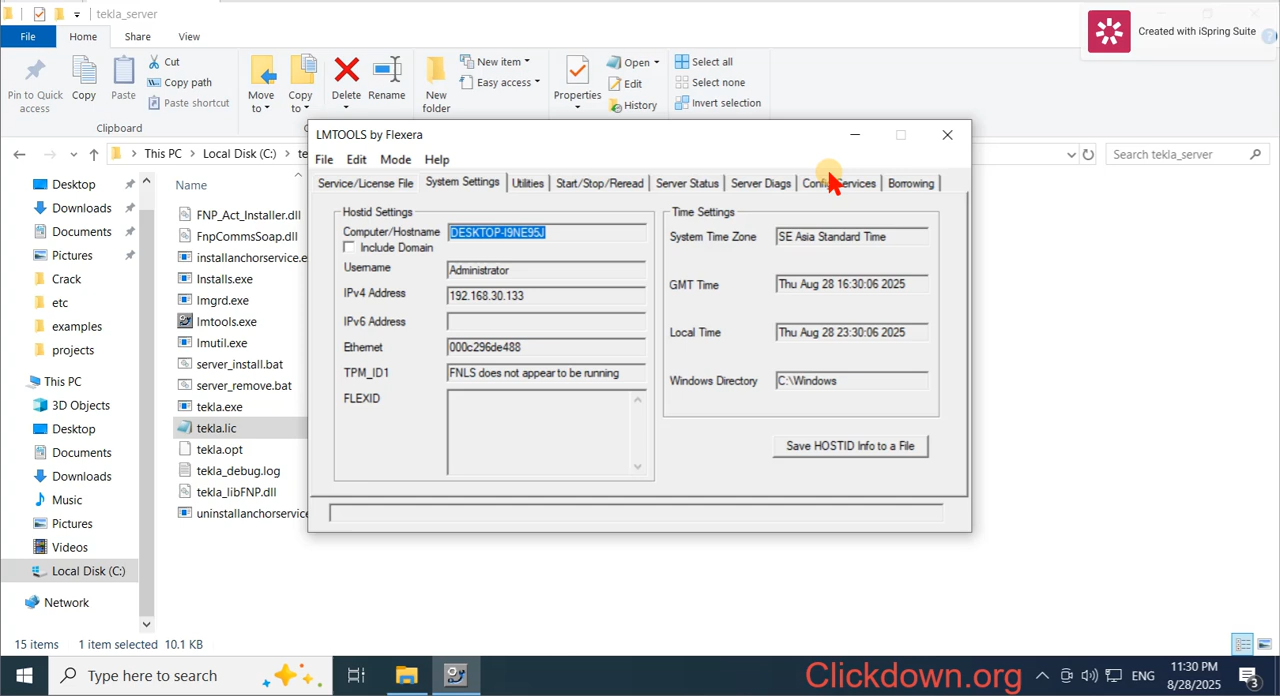 tekla_server
Created with iSpring Suite
File
Home
Share
View
Pin to Quick
access
Copy
Paste
Cut
Copy path
Paste shortcut
Clipboard
Move
to
Copy
to
Delete
Rename
New
folder
New item
Easy access
Properties
Open
Edit
History
Select all
Select none
Invert selection
This PC
Local Disk (C:)
te
Search tekla_server
LMTOOLS by Flexera
File
Edit
Mode
Help
Service/License File
System Settings
Utilities
Start/Stop/Reread
Server Status
Server Diags
Config Services
Borrowing
Hostid Settings
Computer/Hostname
DESKTOP-I9NE95J
Include Domain
Username
Administrator
IPv4 Address
192.168.30.133
IPv6 Address
Ethernet
000c296de488
TPM_ID1
FNLS does not appear to be running
FLEXID
Time Settings
System Time Zone
SE Asia Standard Time
GMT Time
Thu Aug 28 16:30:06 2025
Local Time
Thu Aug 28 23:30:06 2025
Windows Directory
C:\Windows
Save HOSTID Info to a File
Desktop
Downloads
Documents
Pictures
Crack
etc
examples
projects
This PC
3D Objects
Desktop
Documents
Downloads
Music
Pictures
Videos
Local Disk (C:)
Network
Name
FNP_Act_Installer.dll
FnpCommsSoap.dll
installanchorservice.e
Installs.exe
lmgrd.exe
lmtools.exe
lmutil.exe
server_install.bat
server_remove.bat
tekla.exe
tekla.lic
tekla.opt
tekla_debug.log
tekla_libFNP.dll
uninstallanchorservice
15 items
1 item selected 10.1 KB
Type here to search
Clickdown.org
ENG
11:30 PM
8/28/2025
3